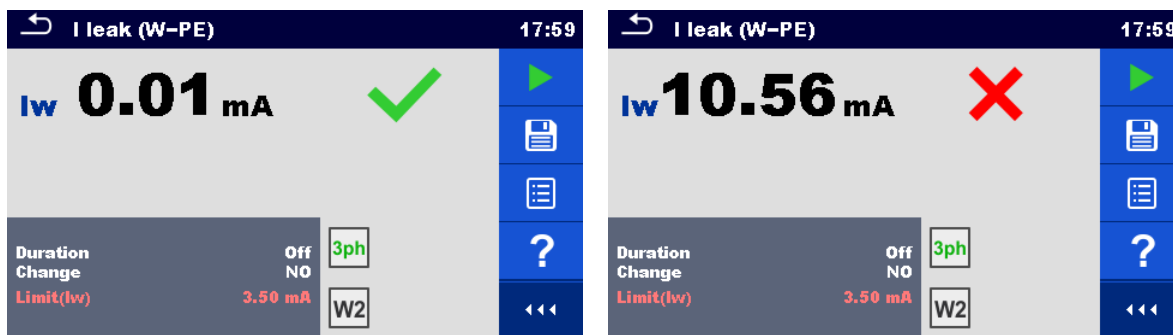 I leak (W-PE) 17:59
Iw 0.01 mA
Duration Off
Change NO
Limit(Iw) 3.50 mA
3ph
W2
?
I leak (W-PE) 17:59
Iw 10.56 mA
Duration Off
Change NO
Limit(Iw) 3.50 mA
3ph
W2
?